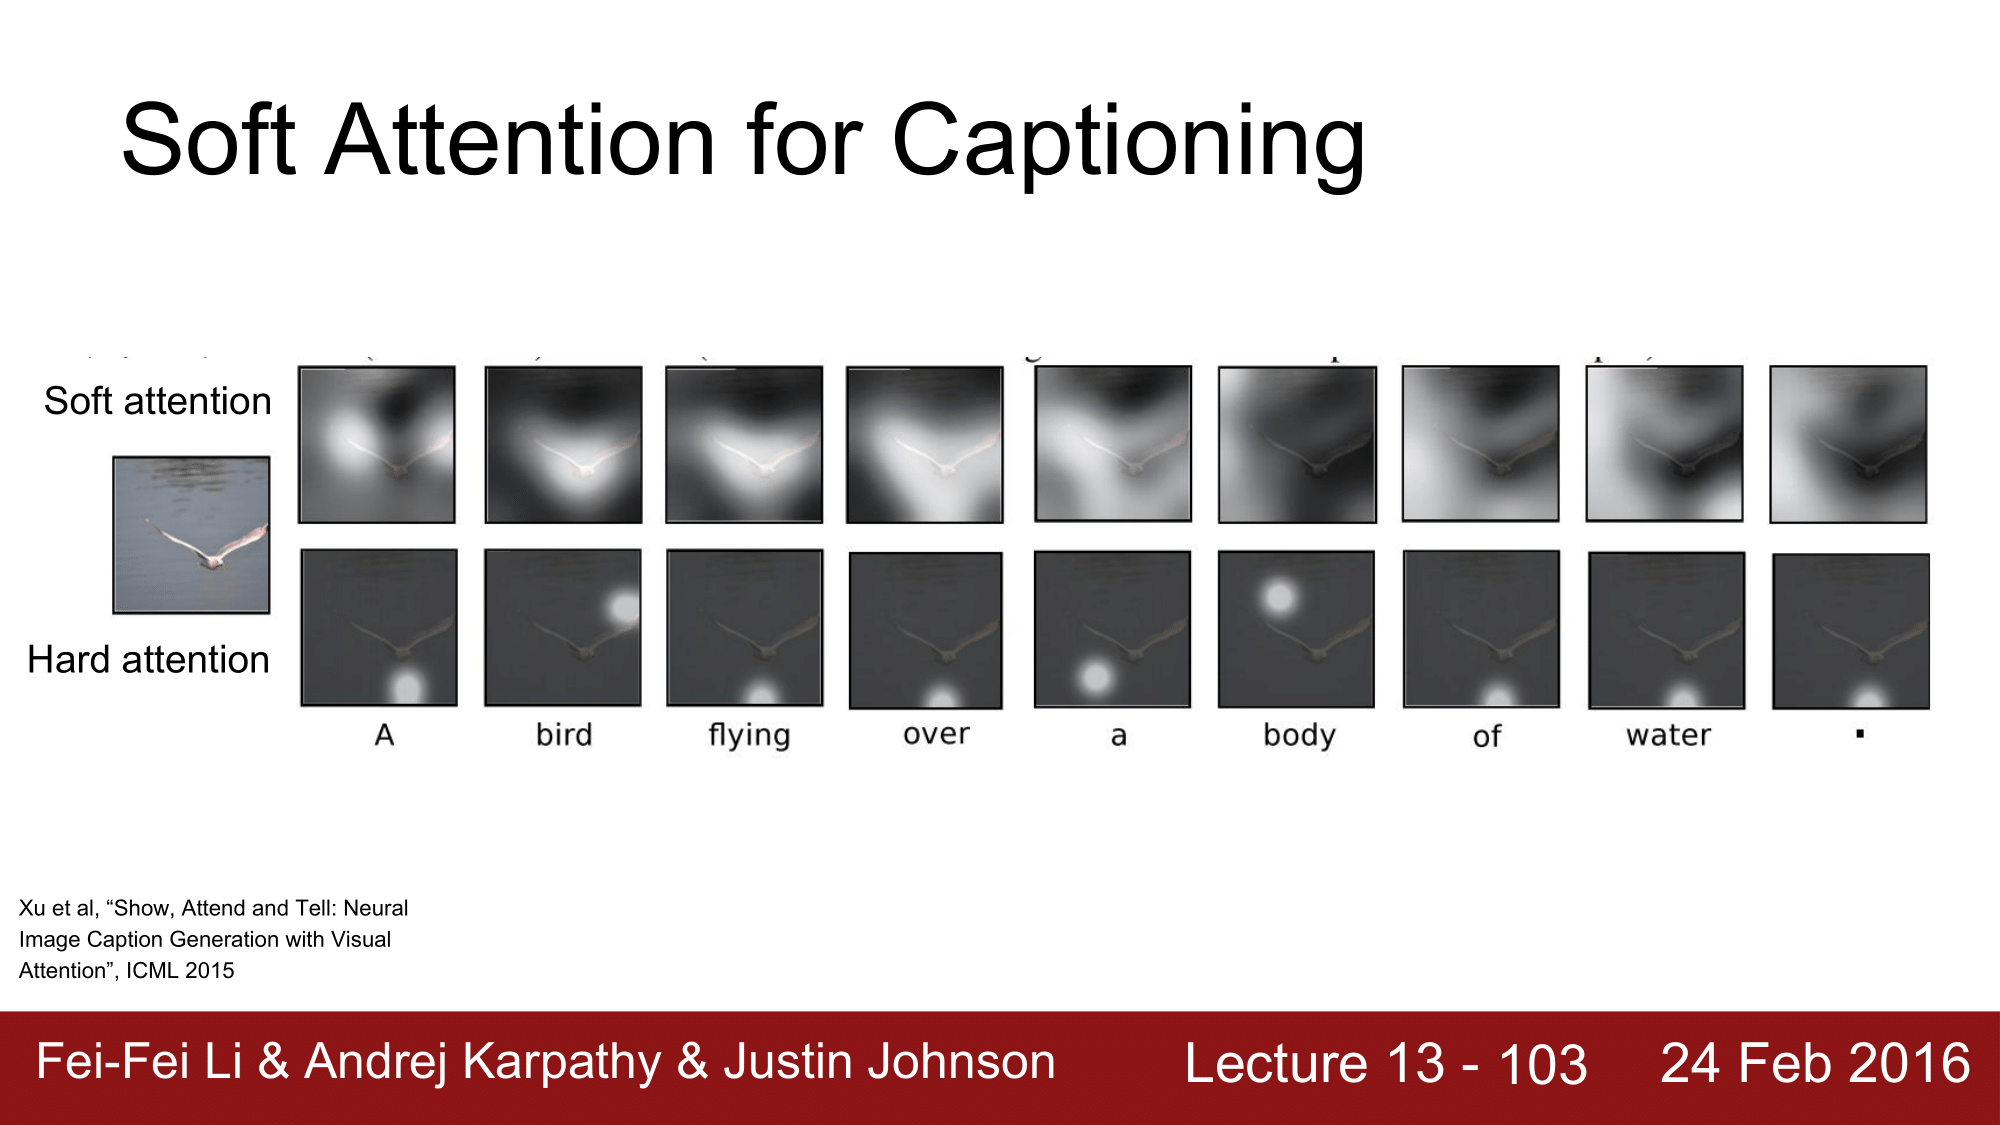 Soft Attention for Captioning
Soft attention
Hard attention
A bird flying over a body of water .
Xu et al, “Show, Attend and Tell: Neural
Image Caption Generation with Visual
Attention”, ICML 2015
Fei-Fei Li & Andrej Karpathy & Justin Johnson Lecture 13 - 103 24 Feb 2016